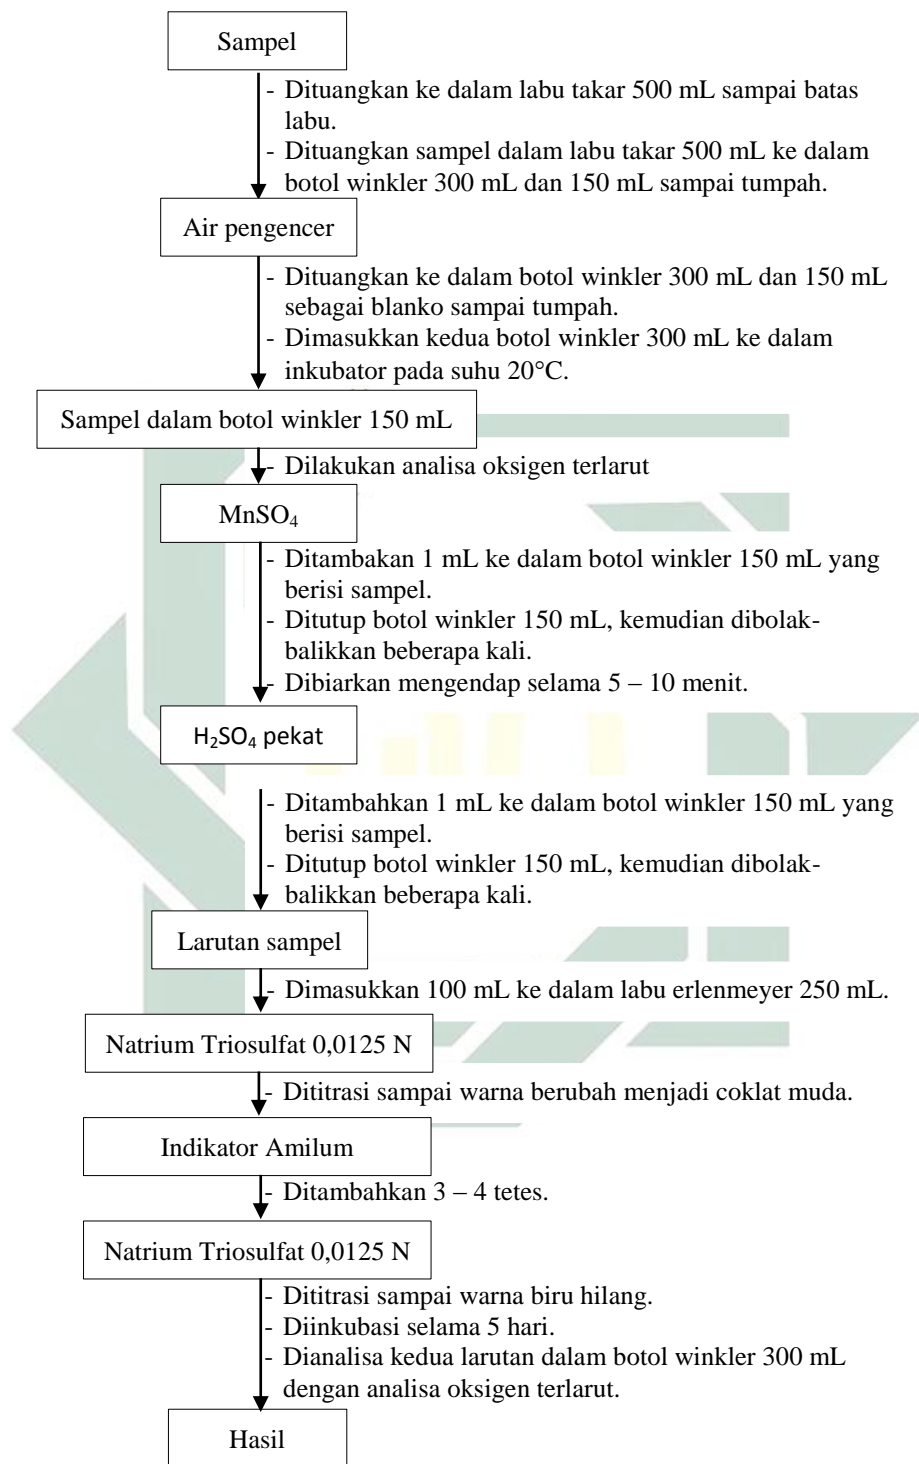 Sampel
- Dituangkan ke dalam labu takar 500 mL sampai batas
labu.
- Dituangkan sampel dalam labu takar 500 mL ke dalam
botol winkler 300 mL dan 150 mL sampai tumpah.
Air pengencer
- Dituangkan ke dalam botol winkler 300 mL dan 150 mL
sebagai blanko sampai tumpah.
- Dimasukkan kedua botol winkler 300 mL ke dalam
inkubator pada suhu 20°C.
Sampel dalam botol winkler 150 mL
- Dilakukan analisa oksigen terlarut
MnSO₄
- Ditambakan 1 mL ke dalam botol winkler 150 mL yang
berisi sampel.
- Ditutup botol winkler 150 mL, kemudian dibolak-
balikkan beberapa kali.
- Dibiarkan mengendap selama 5 – 10 menit.
H₂SO₄ pekat
- Ditambahkan 1 mL ke dalam botol winkler 150 mL yang
berisi sampel.
- Ditutup botol winkler 150 mL, kemudian dibolak-
balikkan beberapa kali.
Larutan sampel
- Dimasukkan 100 mL ke dalam labu erlenmeyer 250 mL.
Natrium Triosulfat 0,0125 N
- Dititrasi sampai warna berubah menjadi coklat muda.
Indikator Amilum
- Ditambahkan 3 – 4 tetes.
Natrium Triosulfat 0,0125 N
- Dititrasi sampai warna biru hilang.
- Diinkubasi selama 5 hari.
- Dianalisa kedua larutan dalam botol winkler 300 mL
dengan analisa oksigen terlarut.
Hasil